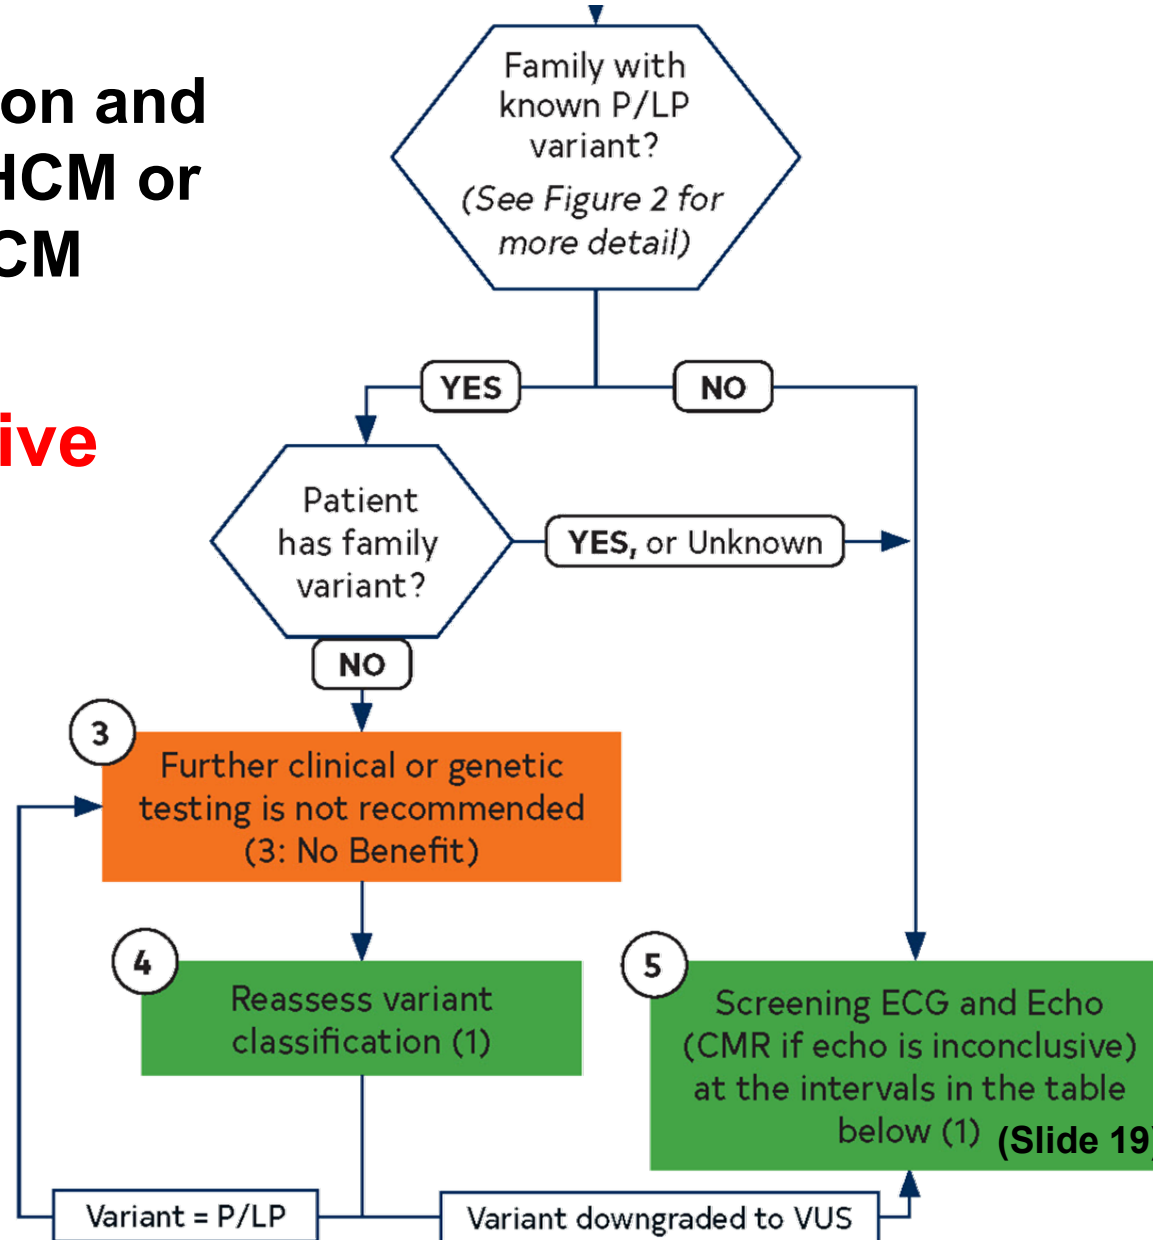 on and
HCM or
CM
ive
Family with
known P/LP
variant?
(See Figure 2 for
more detail)
YES
NO
Patient
has family
variant?
YES, or Unknown
NO
3
Further clinical or genetic
testing is not recommended
(3: No Benefit)
4
Reassess variant
classification (1)
5
Screening ECG and Echo
(CMR if echo is inconclusive)
at the intervals in the table
below (1) (Slide 19)
Variant = P/LP
Variant downgraded to VUS